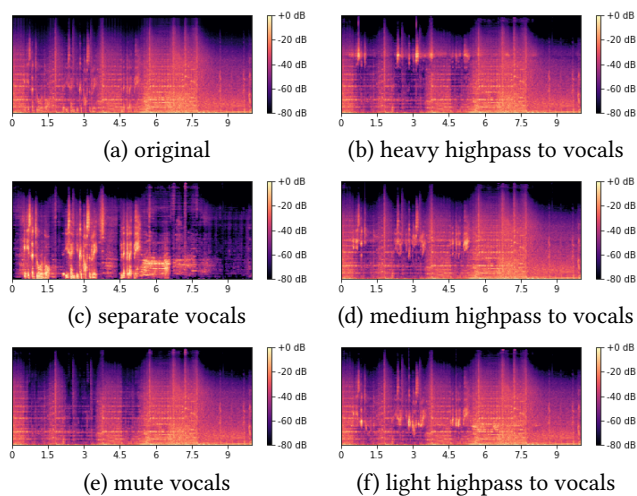 +0 dB
-20 dB
-40 dB
-60 dB
-80 dB
0 1.5 3 4.5 6 7.5 9
(a) original
+0 dB
-20 dB
-40 dB
-60 dB
-80 dB
0 1.5 3 4.5 6 7.5 9
(b) heavy highpass to vocals
+0 dB
-20 dB
-40 dB
-60 dB
-80 dB
0 1.5 3 4.5 6 7.5 9
(c) separate vocals
+0 dB
-20 dB
-40 dB
-60 dB
-80 dB
0 1.5 3 4.5 6 7.5 9
(d) medium highpass to vocals
+0 dB
-20 dB
-40 dB
-60 dB
-80 dB
0 1.5 3 4.5 6 7.5 9
(e) mute vocals
+0 dB
-20 dB
-40 dB
-60 dB
-80 dB
0 1.5 3 4.5 6 7.5 9
(f) light highpass to vocals